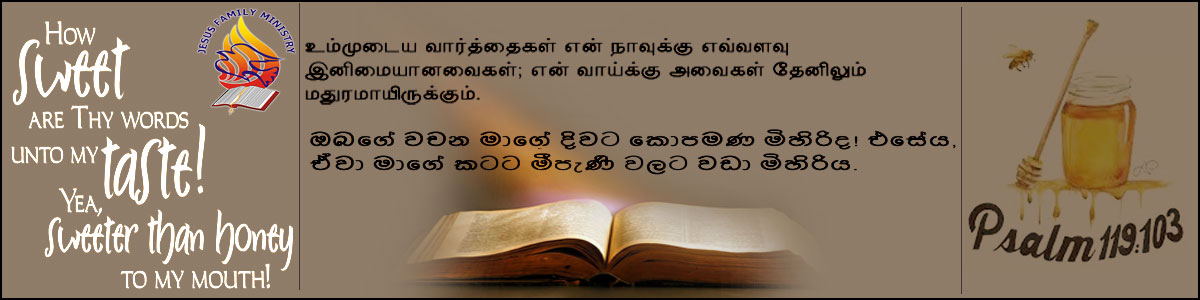 How
sweet
are Thy words
unto my taste!
Yea,
sweeter than honey
to my mouth!
JESUS FAMILY MINISTRY
உம்முடைய வார்த்தைகள் என் நாவுக்கு எவ்வளவு
இனிமையானவைகள்; என் வாய்க்கு அவைகள் தேனிலும்
மதுரமாயிருக்கும்.
ඔබගේ වචන මාගේ දිවට කොපමණ මිහිරිද! එසේය,
ඒවා මාගේ කටට මීපැණි වලට වඩා මිහිරිය.
Psalm 119:103